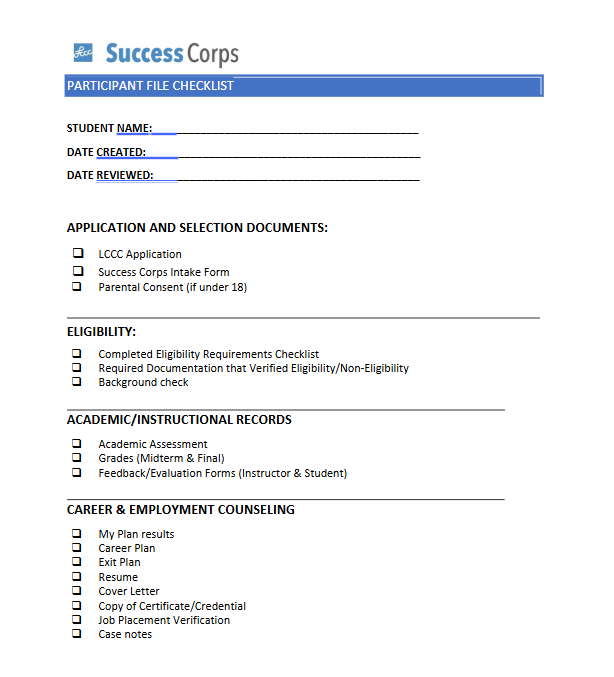 lccc Success Corps
PARTICIPANT FILE CHECKLIST
STUDENT NAME:
DATE CREATED:
DATE REVIEWED:
APPLICATION AND SELECTION DOCUMENTS:
❑ LCCC Application
❑ Success Corps Intake Form
❑ Parental Consent (if under 18)
ELIGIBILITY:
❑ Completed Eligibility Requirements Checklist
❑ Required Documentation that Verified Eligibility/Non-Eligibility
❑ Background check
ACADEMIC/INSTRUCTIONAL RECORDS
❑ Academic Assessment
❑ Grades (Midterm & Final)
❑ Feedback/Evaluation Forms (Instructor & Student)
CAREER & EMPLOYMENT COUNSELING
❑ My Plan results
❑ Career Plan
❑ Exit Plan
❑ Resume
❑ Cover Letter
❑ Copy of Certificate/Credential
❑ Job Placement Verification
❑ Case notes